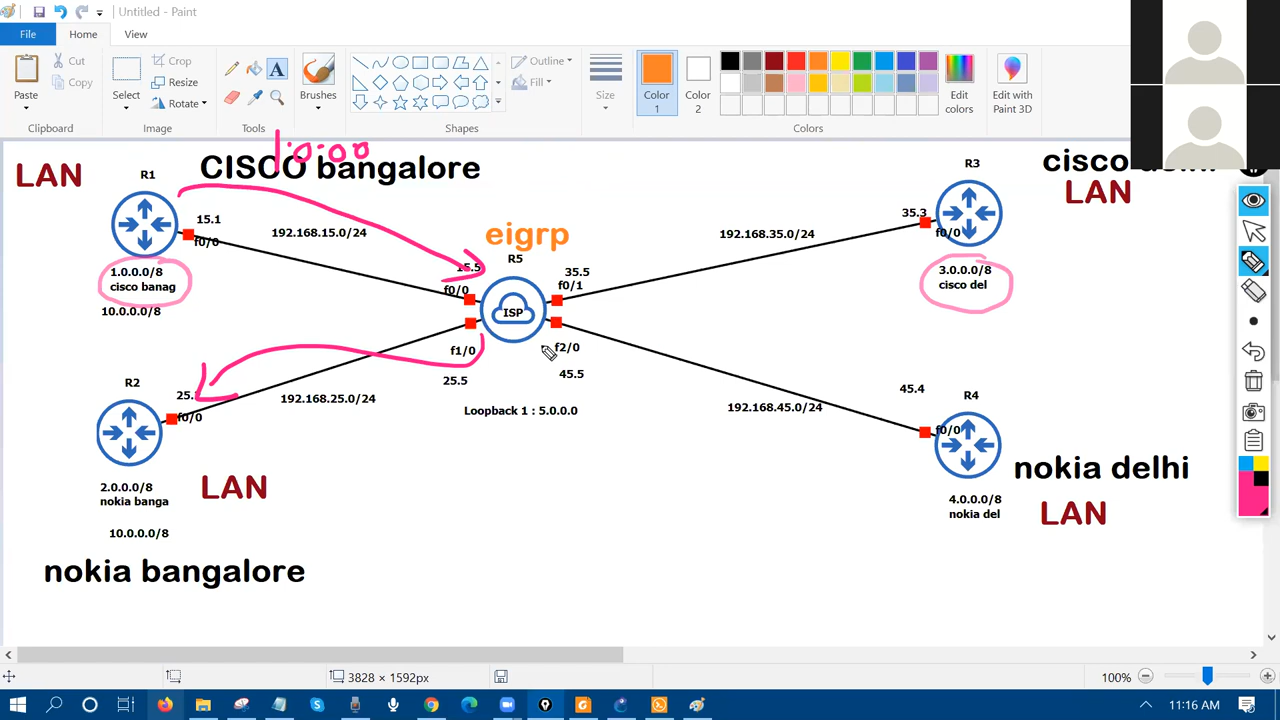 Untitled - Paint
File
Home
View
Paste
Cut
Copy
Clipboard
Select
Crop
Resize
Rotate
Image
A
Tools
Brushes
Shapes
Outline
Fill
Size
Color
1
Color
2
Edit
colors
Colors
Edit with
Paint 3D
1.0.0.0
LAN
R1
CISCO bangalore
15.1
f0/0
192.168.15.0/24
1.0.0.0/8
cisco banag
10.0.0.0/8
eigrp
R5
15.5
f0/0
35.5
f0/1
ISP
f1/0
25.5
f2/0
45.5
Loopback 1 : 5.0.0.0
192.168.35.0/24
R3
cisco
LAN
35.3
f0/0
3.0.0.0/8
cisco del
R2
25.
f0/0
192.168.25.0/24
2.0.0.0/8
nokia banga
LAN
10.0.0.0/8
nokia bangalore
192.168.45.0/24
45.4
R4
f0/0
nokia delhi
4.0.0.0/8
nokia del
LAN
3828 × 1592px
100%
11:16 AM